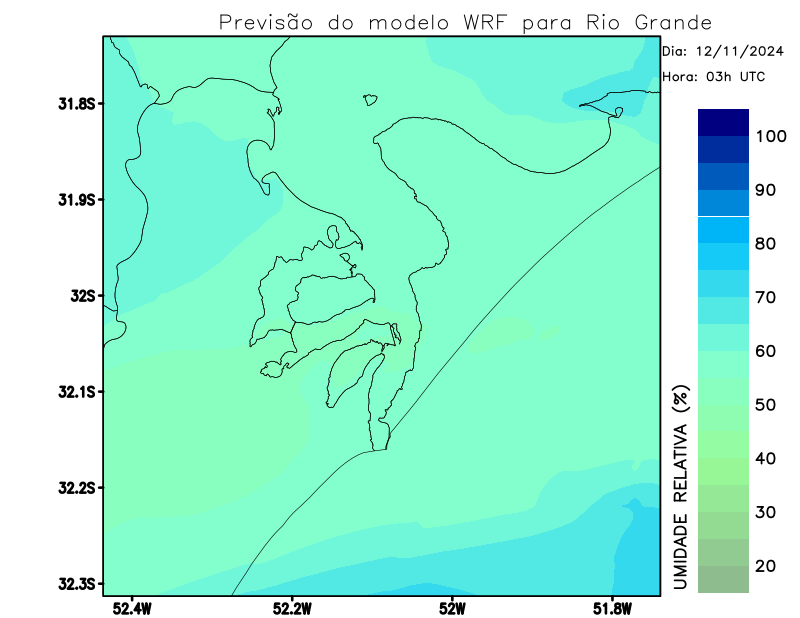 Previsão do modelo WRF para Rio Grande
Dia: 12/11/2024
Hora: 03h UTC
31.8S
31.9S
32S
32.1S
32.2S
32.3S
52.4W
52.2W
52W
51.8W
100
90
80
70
60
50
40
30
20
UMIDADE RELATIVA (%)